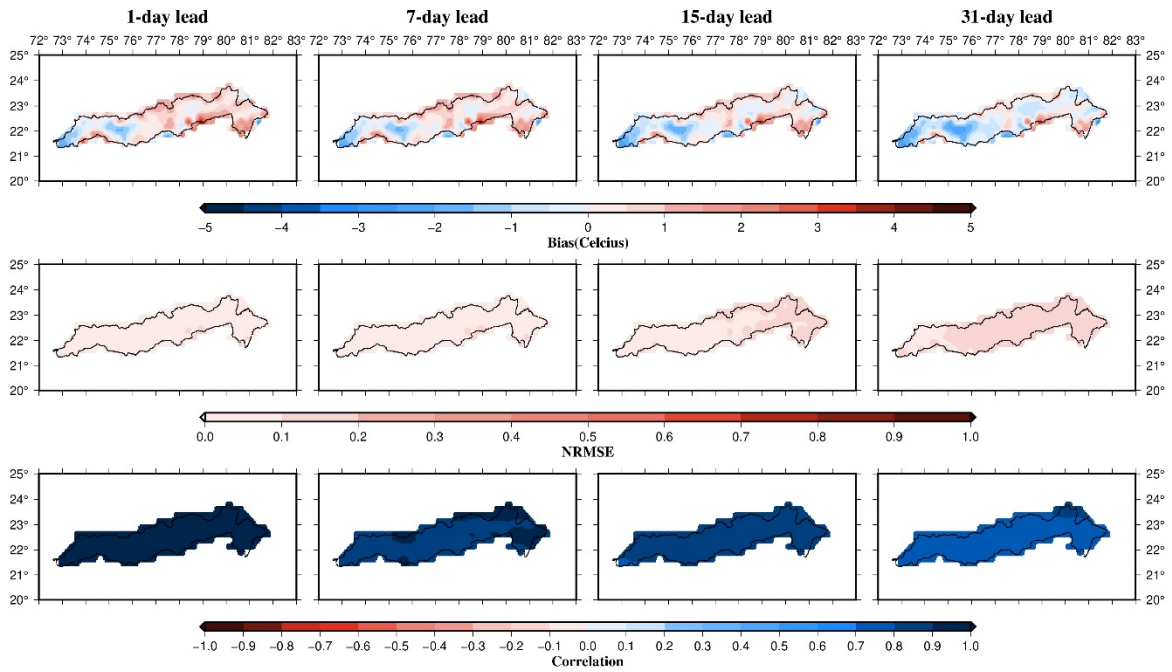 1-day lead 7-day lead 15-day lead 31-day lead
72° 73° 74° 75° 76° 77° 78° 79° 80° 81° 82° 83° 72° 73° 74° 75° 76° 77° 78° 79° 80° 81° 82° 83° 72° 73° 74° 75° 76° 77° 78° 79° 80° 81° 82° 83° 72° 73° 74° 75° 76° 77° 78° 79° 80° 81° 82° 83°
25° 25°
24° 24°
23° 23°
22° 22°
21° 21°
20° 20°
−5 −4 −3 −2 −1 0 1 2 3 4 5
Bias(Celcius)
25° 25°
24° 24°
23° 23°
22° 22°
21° 21°
20° 20°
0.0 0.1 0.2 0.3 0.4 0.5 0.6 0.7 0.8 0.9 1.0
NRMSE
25° 25°
24° 24°
23° 23°
22° 22°
21° 21°
20° 20°
−1.0 −0.9 −0.8 −0.7 −0.6 −0.5 −0.4 −0.3 −0.2 −0.1 0.0 0.1 0.2 0.3 0.4 0.5 0.6 0.7 0.8 0.9 1.0
Correlation